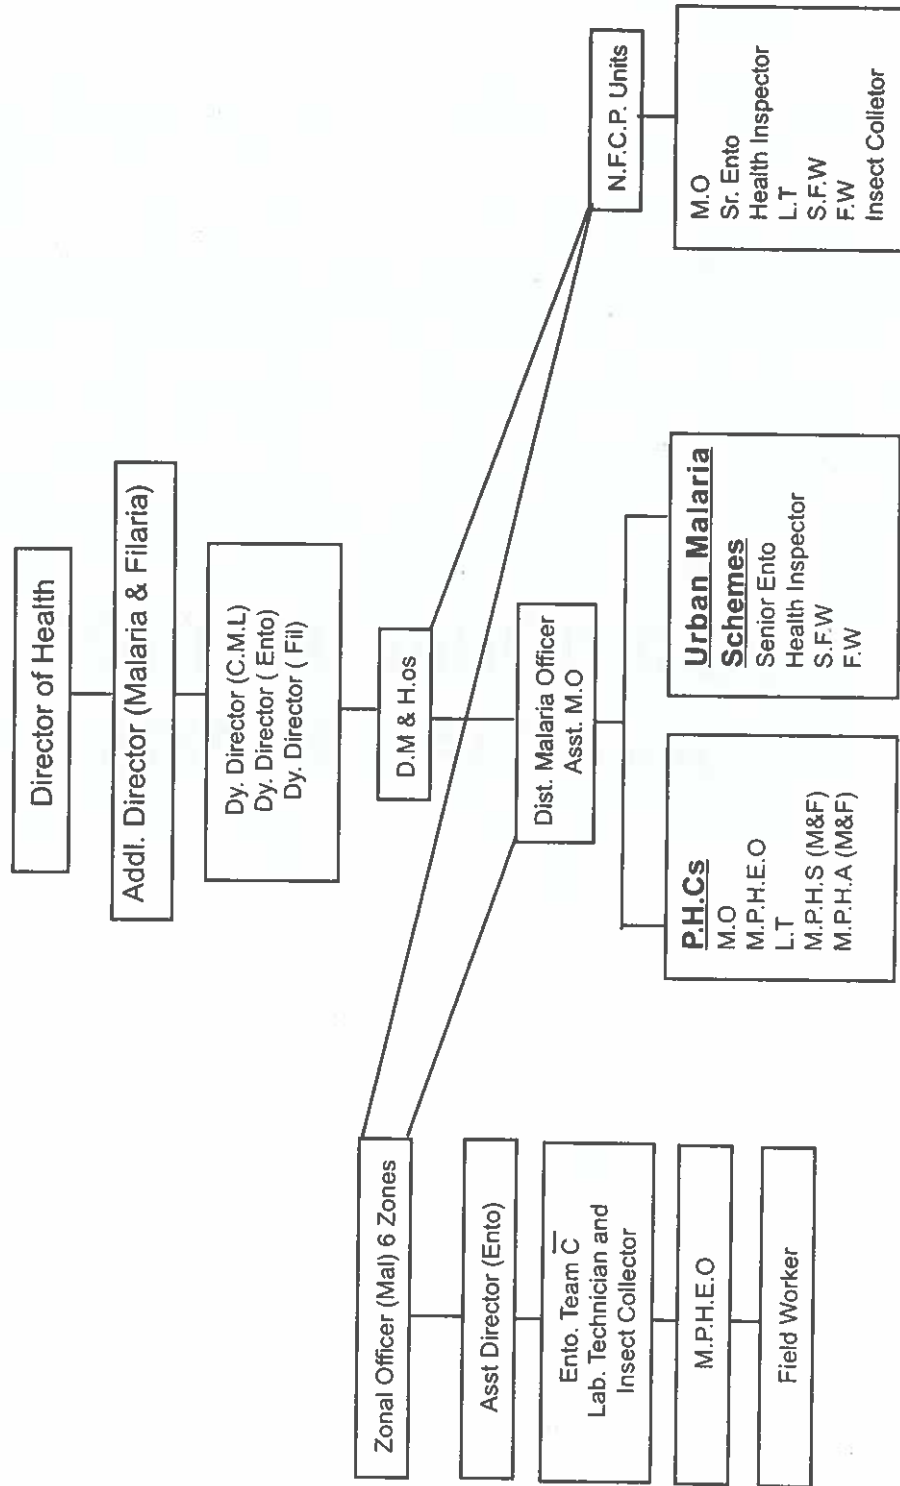 Director of Health
Addl. Director (Malaria & Filaria)
Dy. Director (C.M.L)
Dy. Director ( Ento)
Dy. Director ( Fil)
D.M & H.os
Zonal Officer (Mal) 6 Zones
Asst Director (Ento)
Ento. Team C̅
Lab. Technician and
Insect Collector
M.P.H.E.O
Field Worker
Dist. Malaria Officer
Asst. M.O
P.H.Cs
M.O
M.P.H.E.O
L.T
M.P.H.S (M&F)
M.P.H.A (M&F)
Urban Malaria
Schemes
Senior Ento
Health Inspector
S.F.W
F.W
N.F.C.P. Units
M.O
Sr. Ento
Health Inspector
L.T
S.F.W
F.W
Insect Colletor